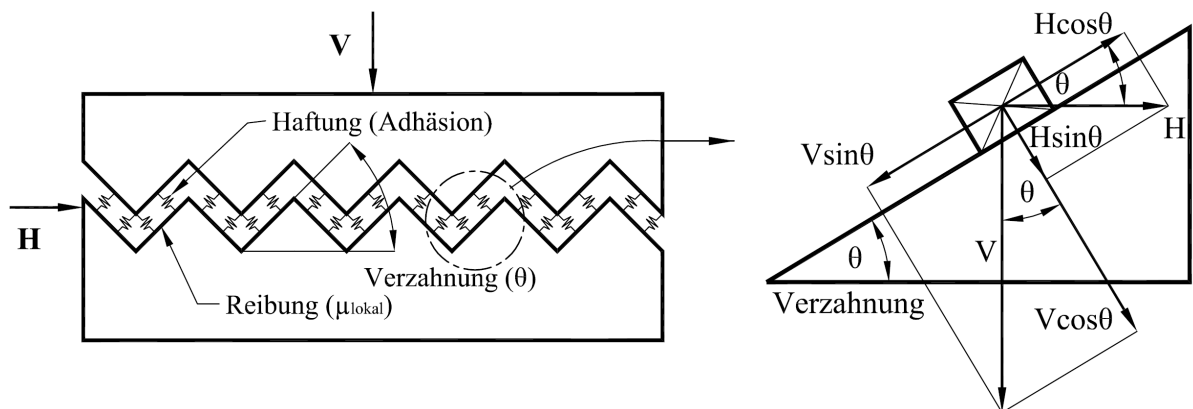 V
Haftung (Adhäsion)
H
Verzahnung (θ)
Reibung (μlokal)
Hcosθ
θ
H
Vsinθ
Hsinθ
θ
V
θ
Verzahnung
Vcosθ